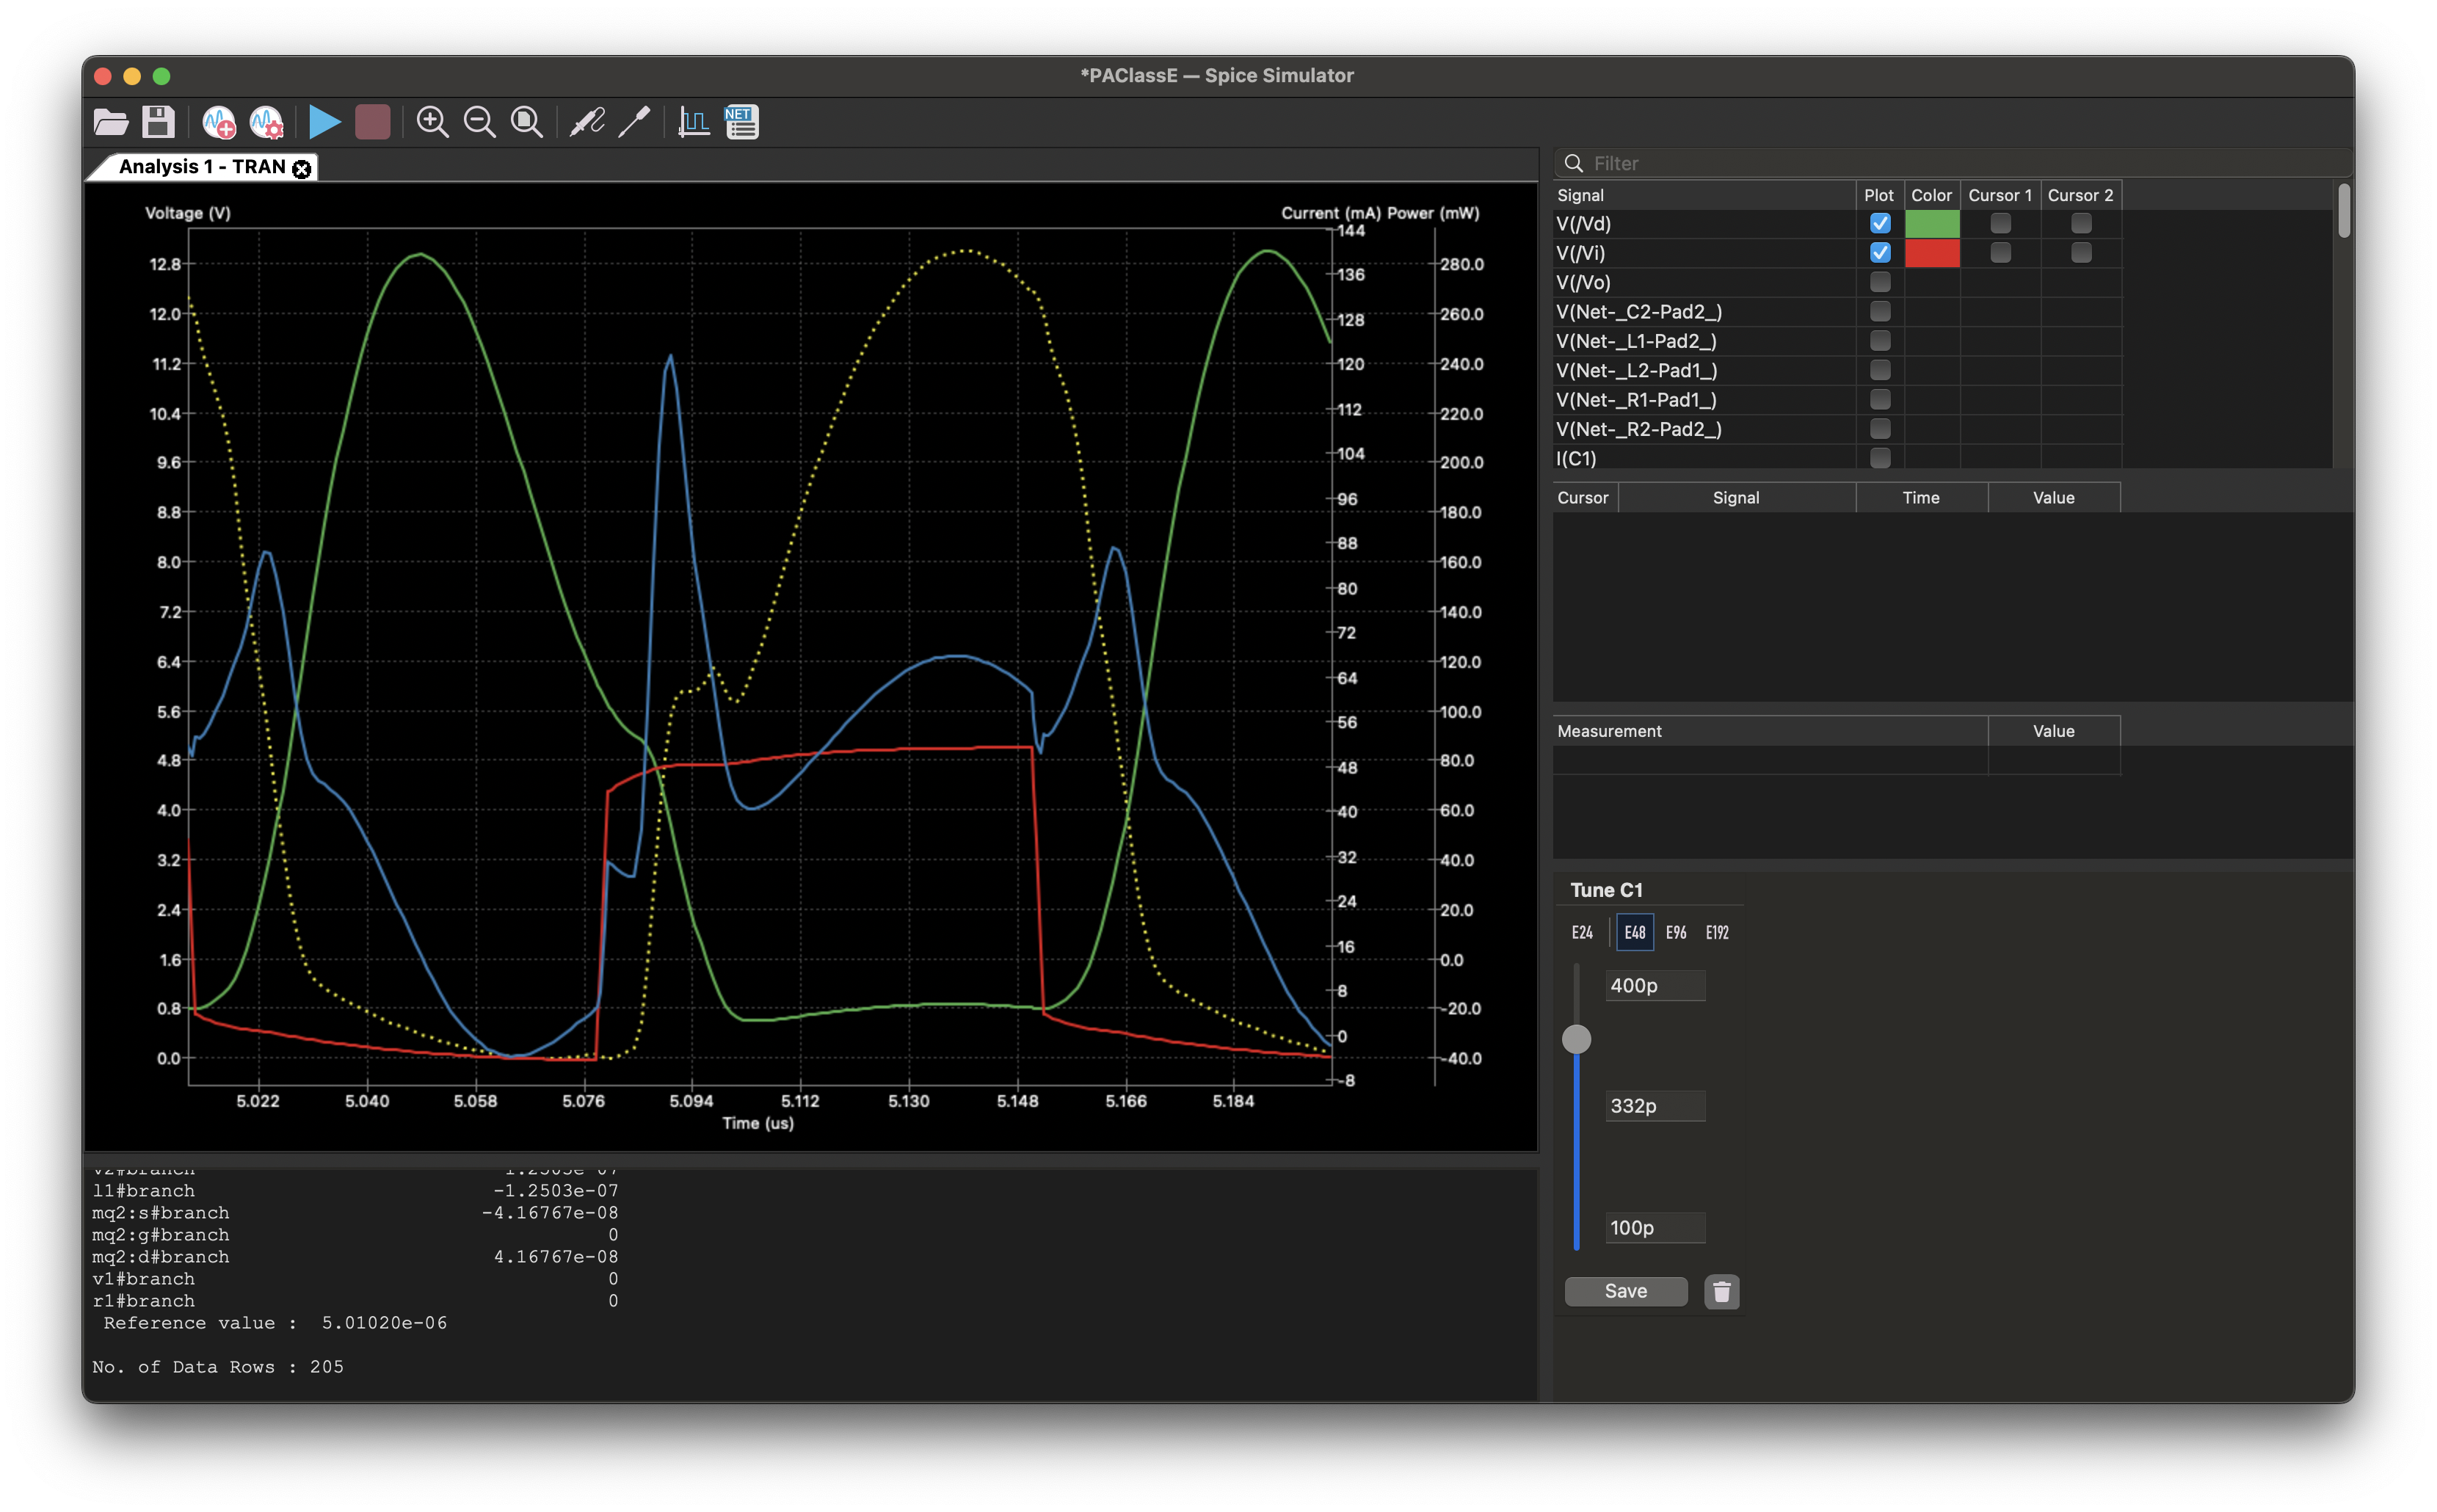 *PAClassE — Spice Simulator
NET
Analysis 1 - TRAN
Voltage (V)
Current (mA) Power (mW)
12.8
12.0
11.2
10.4
9.6
8.8
8.0
7.2
6.4
5.6
4.8
4.0
3.2
2.4
1.6
0.8
0.0
144
136
128
120
112
104
96
88
80
72
64
56
48
40
32
24
16
8
0
-8
280.0
260.0
240.0
220.0
200.0
180.0
160.0
140.0
120.0
100.0
80.0
60.0
40.0
20.0
0.0
-20.0
-40.0
5.022 5.040 5.058 5.076 5.094 5.112 5.130 5.148 5.166 5.184
Time (us)
l1#branch -1.2503e-07
mq2:s#branch -4.16767e-08
mq2:g#branch 0
mq2:d#branch 4.16767e-08
v1#branch 0
r1#branch 0
Reference value : 5.01020e-06
No. of Data Rows : 205
Filter
Signal Plot Color Cursor 1 Cursor 2
V(/Vd)
V(/Vi)
V(/Vo)
V(Net-_C2-Pad2_)
V(Net-_L1-Pad2_)
V(Net-_L2-Pad1_)
V(Net-_R1-Pad1_)
V(Net-_R2-Pad2_)
I(C1)
Cursor Signal Time Value
Measurement Value
Tune C1
E24 E48 E96 E192
400p
332p
100p
Save